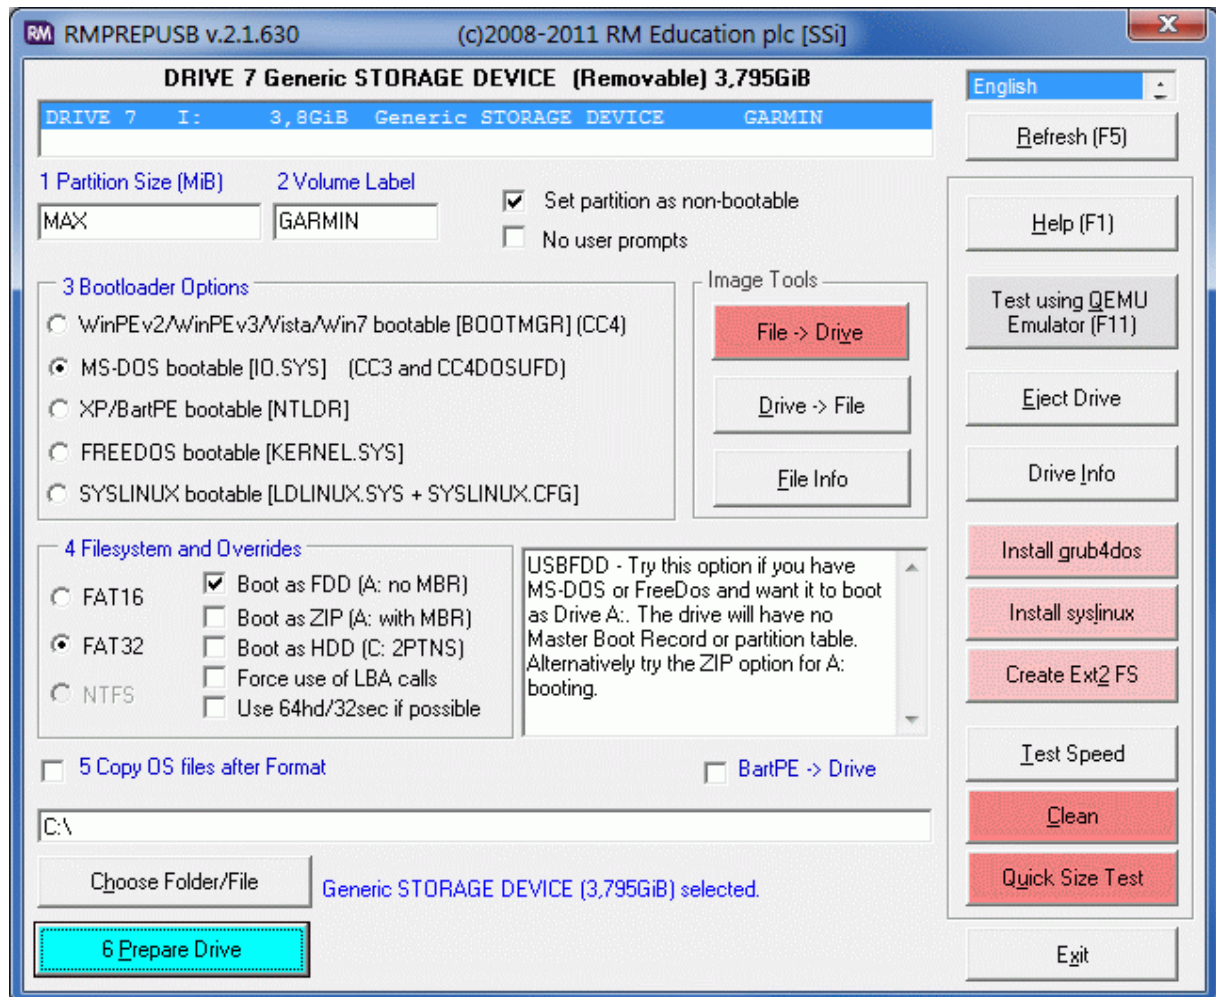 RM RMPREPUSB v.2.1.630 (c)2008-2011 RM Education plc [SSi] X
DRIVE 7 Generic STORAGE DEVICE (Removable) 3,795GiB
English
DRIVE 7 I: 3,8GiB Generic STORAGE DEVICE GARMIN
Refresh (F5)
1 Partition Size (MiB) 2 Volume Label
MAX GARMIN
Set partition as non-bootable
No user prompts
Help (F1)
3 Bootloader Options
WinPEv2/WinPEv3/Vista/Win7 bootable [BOOTMGR] (CC4)
MS-DOS bootable [IO.SYS] (CC3 and CC4DOSUFD)
XP/BartPE bootable [NTLDR]
FREEDOS bootable [KERNEL.SYS]
SYSLINUX bootable [LDLINUX.SYS + SYSLINUX.CFG]
Image Tools
File -> Drive
Drive -> File
File Info
Test using QEMU
Emulator (F11)
Eject Drive
Drive Info
4 Filesystem and Overrides
FAT16
FAT32
NTFS
Boot as FDD (A: no MBR)
Boot as ZIP (A: with MBR)
Boot as HDD (C: 2PTNS)
Force use of LBA calls
Use 64hd/32sec if possible
USBFDD - Try this option if you have
MS-DOS or FreeDos and want it to boot
as Drive A:. The drive will have no
Master Boot Record or partition table.
Alternatively try the ZIP option for A:
booting.
Install grub4dos
Install syslinux
Create Ext2 FS
5 Copy OS files after Format
BartPE -> Drive
Test Speed
C:\
Clean
Choose Folder/File
Generic STORAGE DEVICE (3,795GiB) selected.
Quick Size Test
6 Prepare Drive
Exit